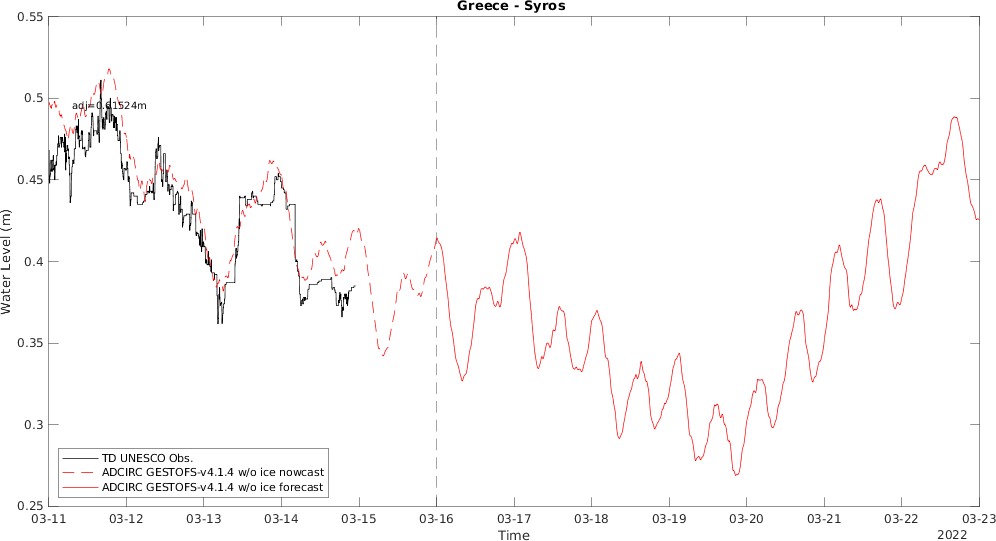 Greece - Syros
0.55
0.5
0.45
0.4
0.35
0.3
0.25
Water Level (m)
adj=0.61524m
TD UNESCO Obs.
ADCIRC GESTOFS-v4.1.4 w/o ice nowcast
ADCIRC GESTOFS-v4.1.4 w/o ice forecast
03-11 03-12 03-13 03-14 03-15 03-16 03-17 03-18 03-19 03-20 03-21 03-22 03-23
Time
2022